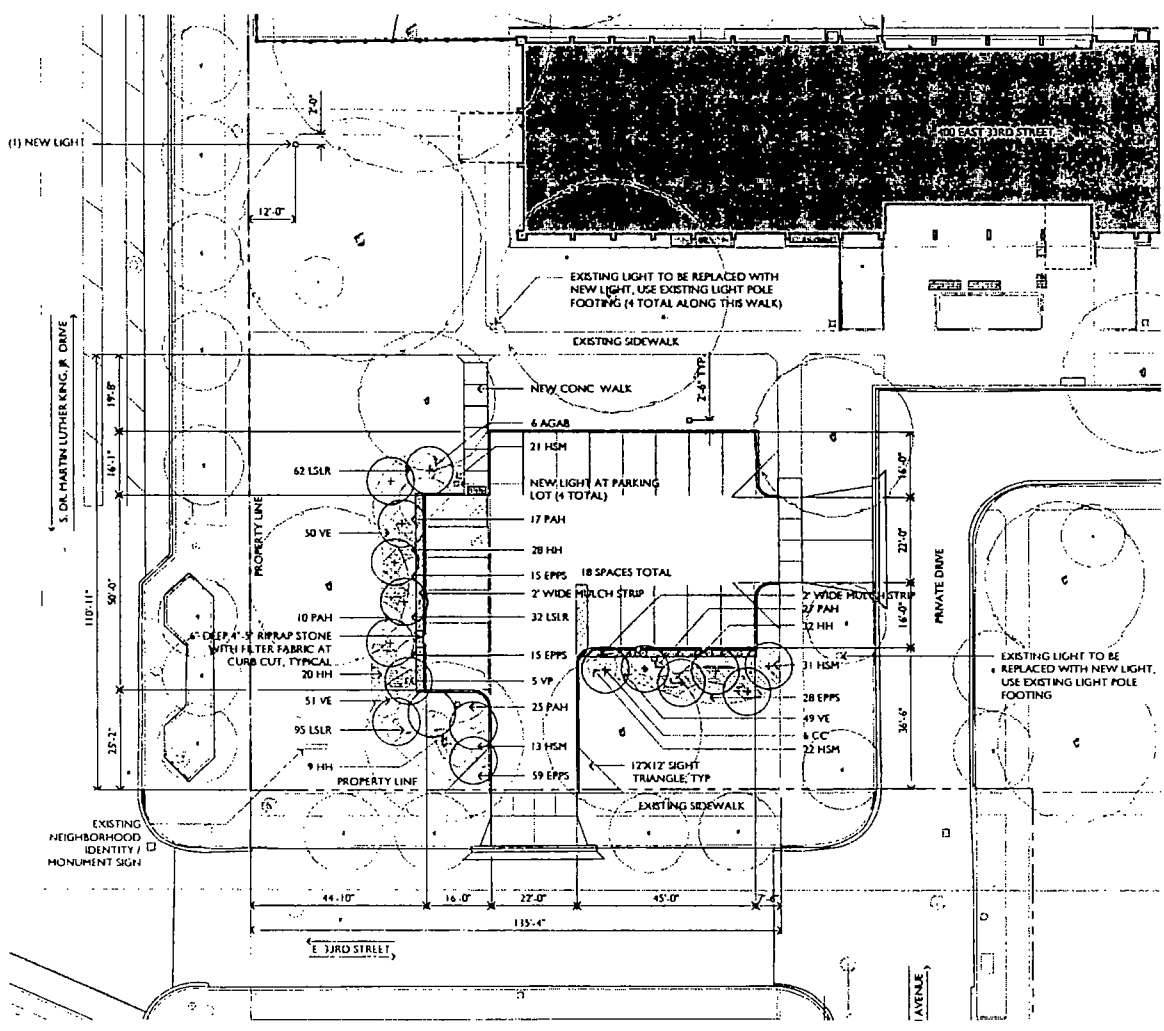 400 EAST 33RD STREET
2'-0"
(1) NEW LIGHT
12'-0"
EXISTING LIGHT TO BE REPLACED WITH
NEW LIGHT, USE EXISTING LIGHT POLE
FOOTING (4 TOTAL ALONG THIS WALK)
EXISTING SIDEWALK
S. DR. MARTIN LUTHER KING, JR DRIVE
19'-8"
NEW CONC WALK
2'-6" TYP.
6 AGAB
21 HSM
16'-1"
62 LSLR
NEW LIGHT AT PARKING
LOT (4 TOTAL)
16'-0"
PROPERTY LINE
17 PAH
50 VE
28 HH
22'-0"
110'-11"
50'-0"
15 EPPS
18 SPACES TOTAL
PRIVATE DRIVE
2' WIDE MULCH STRIP
2' WIDE MULCH STRIP
10 PAH
32 LSLR
27 PAH
16'-0"
6" DEEP, 4"-5" RIPRAP STONE
WITH FILTER FABRIC AT
CURB CUT, TYPICAL
32 HH
15 EPPS
31 HSM
EXISTING LIGHT TO BE
REPLACED WITH NEW LIGHT,
USE EXISTING LIGHT POLE
FOOTING
20 HH
5 VP
28 EPPS
51 VE
25 PAH
49 VE
95 LSLR
6 CC
22 HSM
36'-6"
25'-2"
13 HSM
9 HH
12'X12' SIGHT
TRIANGLE, TYP
PROPERTY LINE
59 EPPS
EXISTING SIDEWALK
EXISTING
NEIGHBORHOOD
IDENTITY /
MONUMENT SIGN
44'-10"
16'-0"
22'-0"
45'-0"
7'-6"
135'-4"
E. 33RD STREET
AVENUE